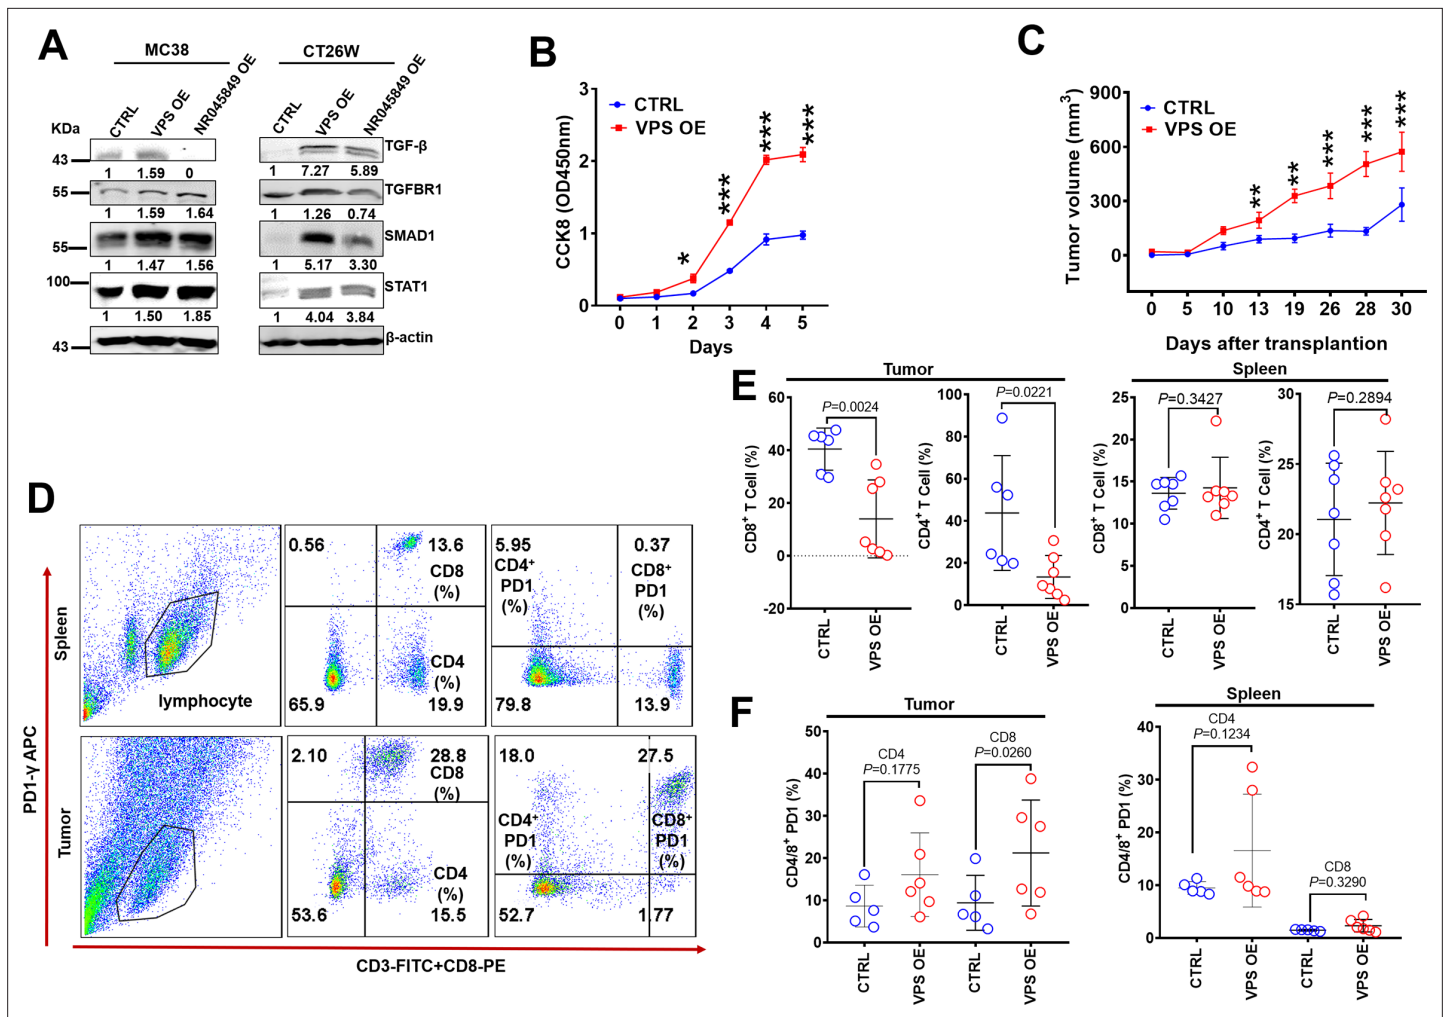 A
MC38
CT26W
CTRL
VPS OE
NR045849 OE
CTRL
VPS OE
NR045849 OE
KDa
43
TGF-β
1 1.59 0
1 7.27 5.89
55
TGFBR1
1 1.59 1.64
1 1.26 0.74
55
SMAD1
1 1.47 1.56
1 5.17 3.30
100
STAT1
1 1.50 1.85
1 4.04 3.84
43
β-actin
B
CTRL
VPS OE
CCK8 (OD450nm)
3
2
1
0
*
***
***
***
0 1 2 3 4 5
Days
C
CTRL
VPS OE
Tumor volume (mm3)
900
600
300
0
**
**
***
***
***
0 5 10 13 19 26 28 30
Days after transplantion
D
Spleen
Tumor
PD1-γ APC
lymphocyte
0.56 13.6
CD8
(%)
CD4
(%)
65.9 19.9
5.95 0.37
CD4+ CD8+
PD1 PD1
(%) (%)
79.8 13.9
2.10 28.8
CD8
(%)
CD4
(%)
53.6 15.5
18.0 27.5
CD4+ CD8+
PD1 PD1
(%) (%)
52.7 1.77
CD3-FITC+CD8-PE
E
Tumor
Spleen
CD8+ T Cell (%)
60
40
20
0
-20
P=0.0024
CTRL
VPS OE
CD4+ T Cell (%)
100
80
60
40
20
0
P=0.0221
CTRL
VPS OE
CD8+ T Cell (%)
25
20
15
10
5
0
P=0.3427
CTRL
VPS OE
CD4+ T Cell (%)
30
25
20
15
P=0.2894
CTRL
VPS OE
F
Tumor
CD4/8+ PD1 (%)
50
40
30
20
10
0
CD4
P=0.1775
CD8
P=0.0260
CTRL
VPS OE
CTRL
VPS OE
Spleen
CD4/8+ PD1 (%)
40
30
20
10
0
CD4
P=0.1234
CD8
P=0.3290
CTRL
VPS OE
CTRL
VPS OE